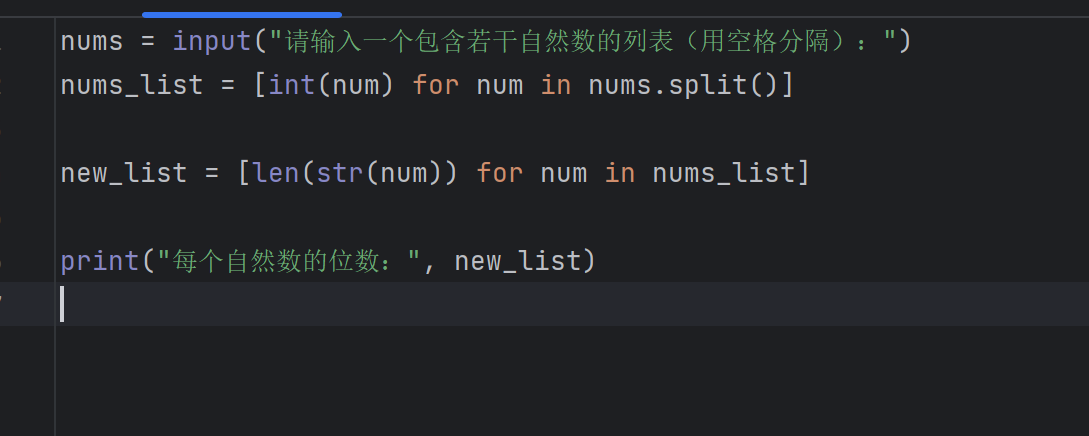 nums = input("请输入一个包含若干自然数的列表（用空格分隔）：")
nums_list = [int(num) for num in nums.split()]
new_list = [len(str(num)) for num in nums_list]
print("每个自然数的位数：", new_list)